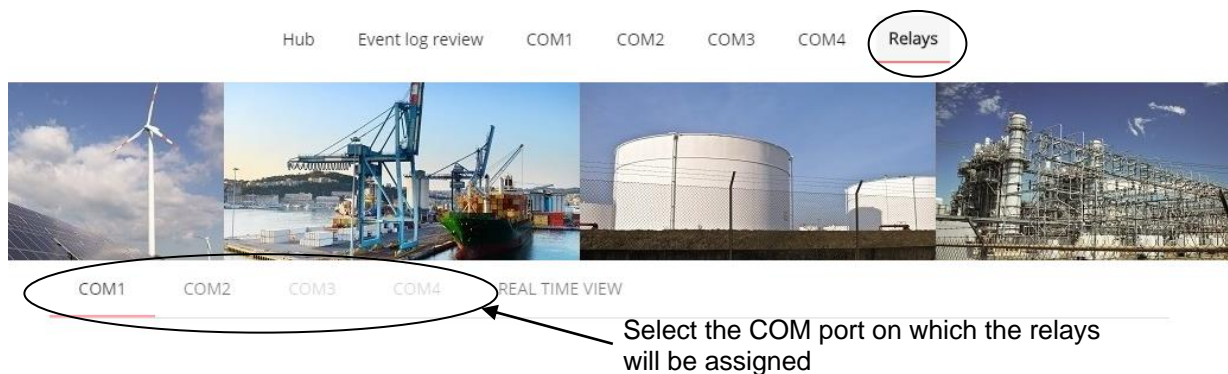 Hub Event log review COM1 COM2 COM3 COM4 Relays
COM1 COM2 COM3 COM4 REAL TIME VIEW
Select the COM port on which the relays
will be assigned